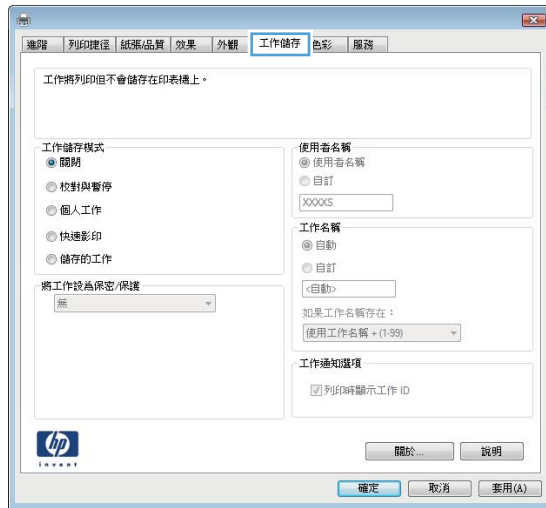 進階 列印捷徑 紙張/品質 效果 外觀 工作儲存 色彩 服務
工作將列印但不會儲存在印表機上。
工作儲存模式
關閉
校對與暫停
個人工作
快速影印
儲存的工作
將工作設為保密/保護
無
使用者名稱
使用者名稱
自訂
XXXXS
工作名稱
自動
自訂
<自動>
如果工作名稱存在：
使用工作名稱 + (1-99)
工作通知選項
列印時顯示工作 ID
hp
invent
關於... 說明
確定 取消 套用(A)